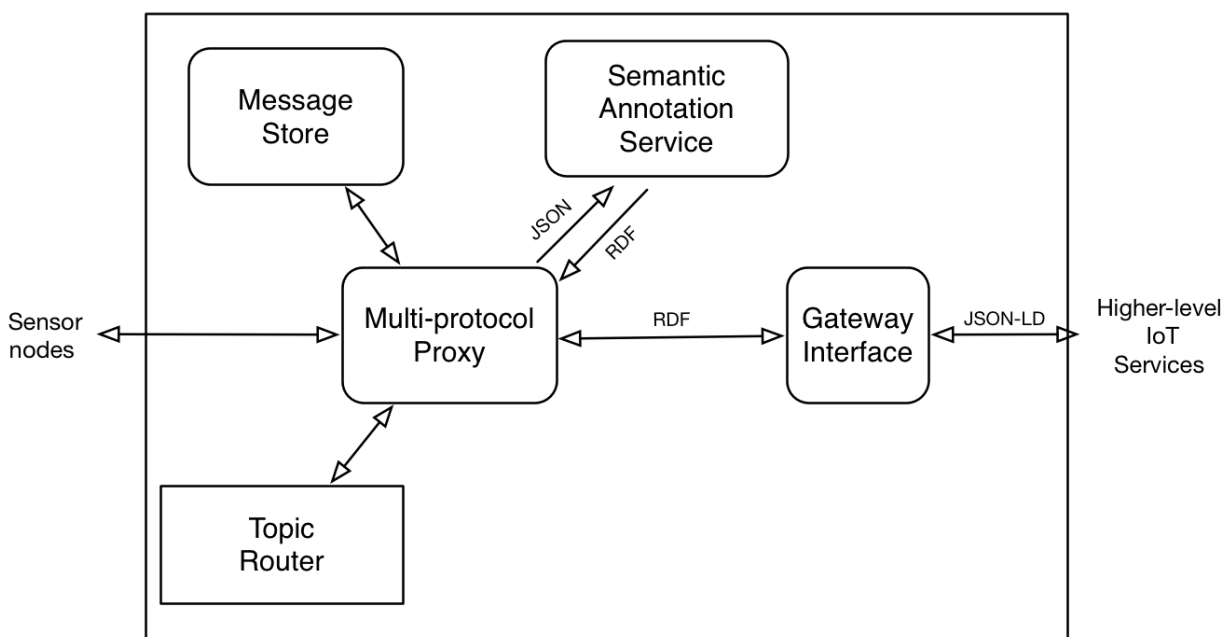 Message
Store
Semantic
Annotation
Service
JSON
RDF
Sensor
nodes
Multi-protocol
Proxy
RDF
Gateway
Interface
JSON-LD
Higher-level
IoT
Services
Topic
Router